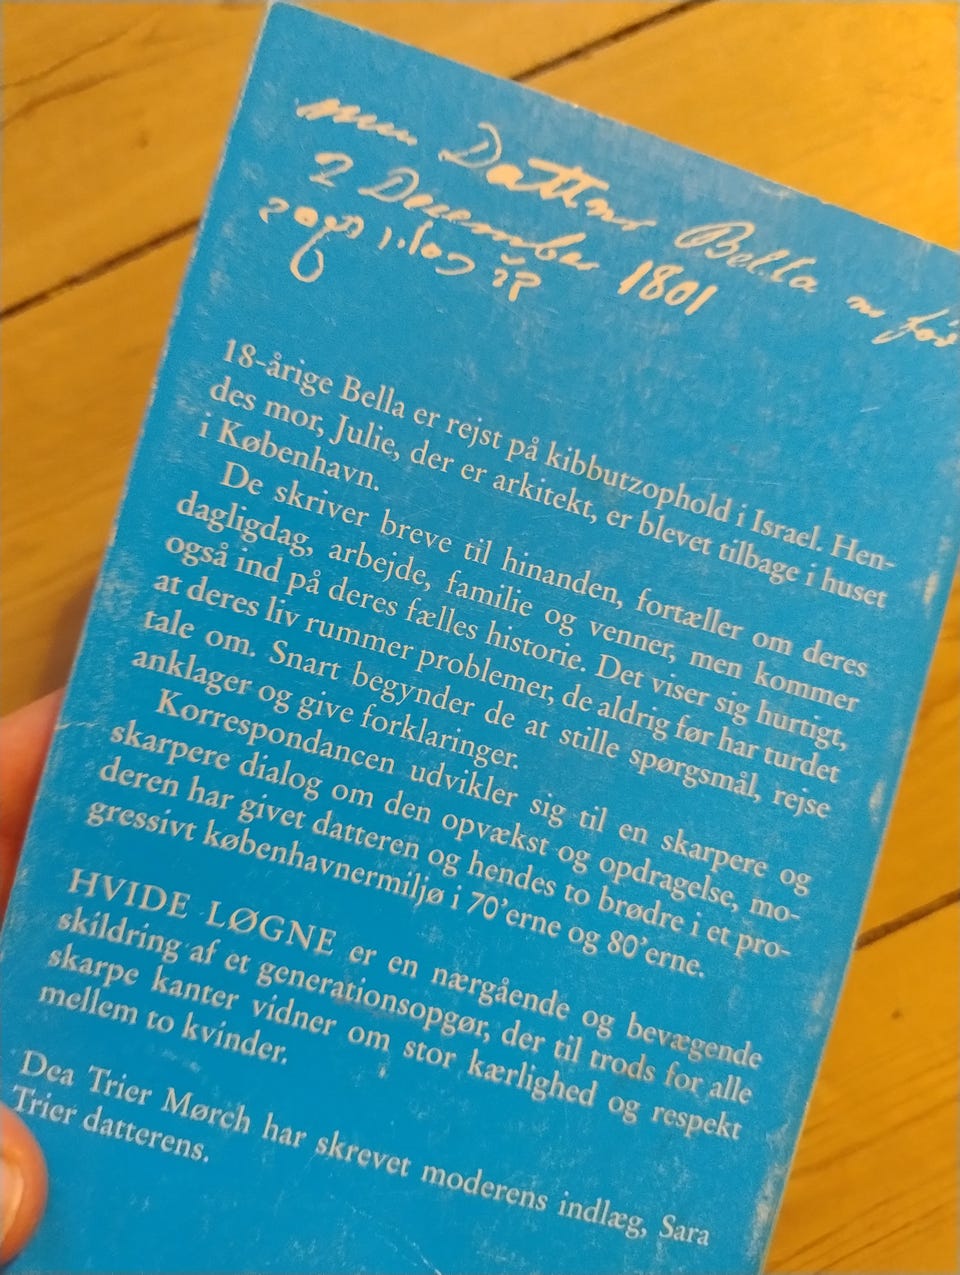 min Datter Bella er før
2 December 1801
18-årige Bella er rejst på kibbutzophold i Israel. Hen-
des mor, Julie, der er arkitekt, er blevet tilbage i huset
i København.
De skriver breve til hinanden, fortæller om deres
dagligdag, arbejde, familie og venner, men kommer
også ind på deres fælles historie. Det viser sig hurtigt,
at deres liv rummer problemer, de aldrig før har turdet
tale om. Snart begynder de at stille spørgsmål, rejse
anklager og give forklaringer.
Korrespondancen udvikler sig til en skarpere og
skarpere dialog om den opvækst og opdragelse, mo-
deren har givet datteren og hendes to brødre i et pro-
gressivt københavnermiljø i 70'erne og 80'erne.
HVIDE LØGNE er en nærgående og bevægende
skildring af et generationsopgør, der til trods for alle
skarpe kanter vidner om stor kærlighed og respekt
mellem to kvinder.
Dea Trier Mørch har skrevet moderens indlæg, Sara
Trier datterens.